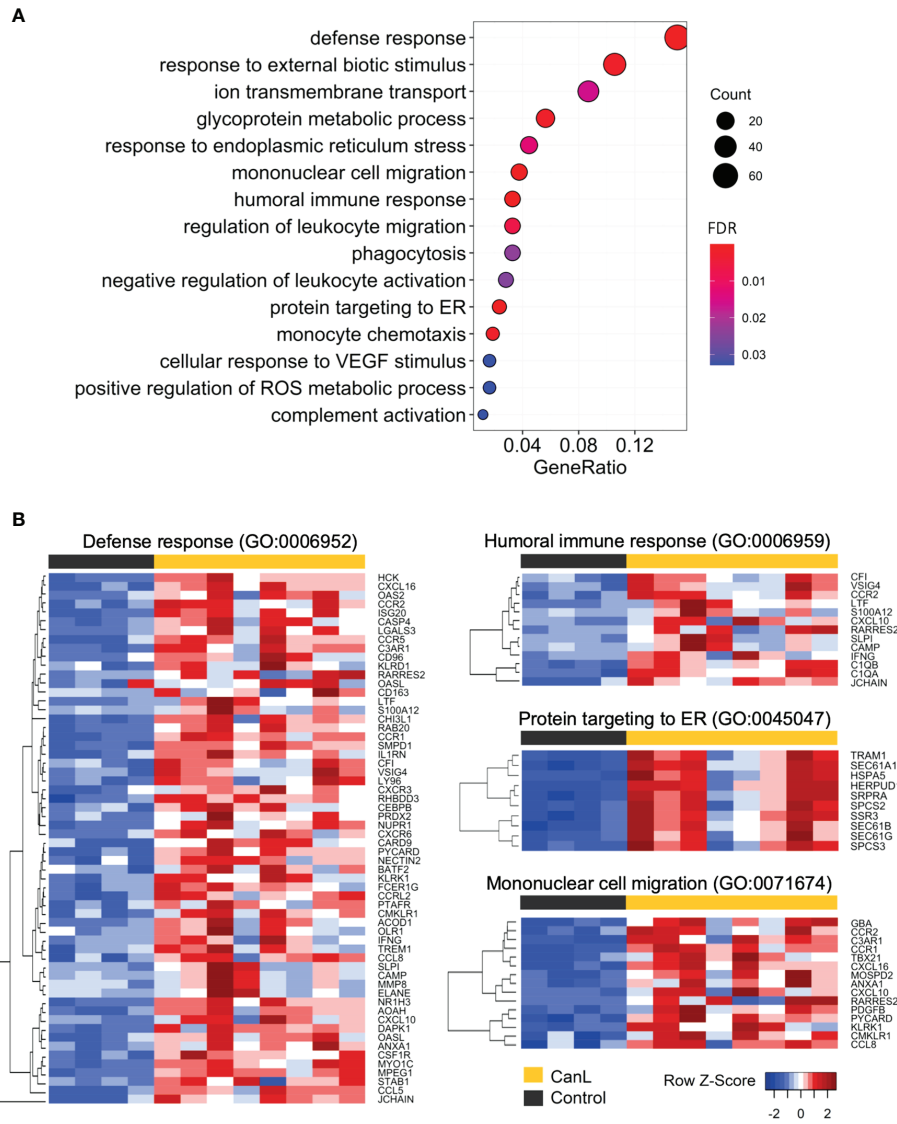 A
defense response
response to external biotic stimulus
ion transmembrane transport
glycoprotein metabolic process
response to endoplasmic reticulum stress
mononuclear cell migration
humoral immune response
regulation of leukocyte migration
phagocytosis
negative regulation of leukocyte activation
protein targeting to ER
monocyte chemotaxis
cellular response to VEGF stimulus
positive regulation of ROS metabolic process
complement activation
0.04 0.08 0.12
GeneRatio
Count
20
40
60
FDR
0.01
0.02
0.03
B
Defense response (GO:0006952)
HCK
CXCL16
OAS2
CCR2
ISG20
CASP4
LGALS3
CCR5
C3AR1
CD96
KLRD1
RARRES2
OASL
CD163
LTF
S100A12
CHI3L1
RAB20
CCR1
SMPD1
IL1RN
CFI
VSIG4
LY96
CXCR3
RHBDD3
CEBPB
PRDX2
NUPR1
CXCR6
CARD9
PYCARD
NECTIN2
BATF2
KLRK1
FCER1G
CCRL2
PTAFR
CMKLR1
ACOD1
OLR1
IFNG
TREM1
CCL8
SLPI
CAMP
MMP8
ELANE
NR1H3
AOAH
CXCL10
DAPK1
OASL
ANXA1
CSF1R
MYO1C
MPEG1
STAB1
CCL5
JCHAIN
Humoral immune response (GO:0006959)
CFI
VSIG4
CCR2
LTF
S100A12
CXCL10
RARRES2
SLPI
CAMP
IFNG
C1QB
C1QA
JCHAIN
Protein targeting to ER (GO:0045047)
TRAM1
SEC61A1
HSPA5
HERPUD1
SRPRA
SPCS2
SSR3
SEC61B
SEC61G
SPCS3
Mononuclear cell migration (GO:0071674)
GBA
CCR2
C3AR1
CCR1
TBX21
CXCL16
MOSPD2
ANXA1
CXCL10
RARRES2
PDGFB
PYCARD
KLRK1
CMKLR1
CCL8
CanL
Control
Row Z-Score
-2 0 2